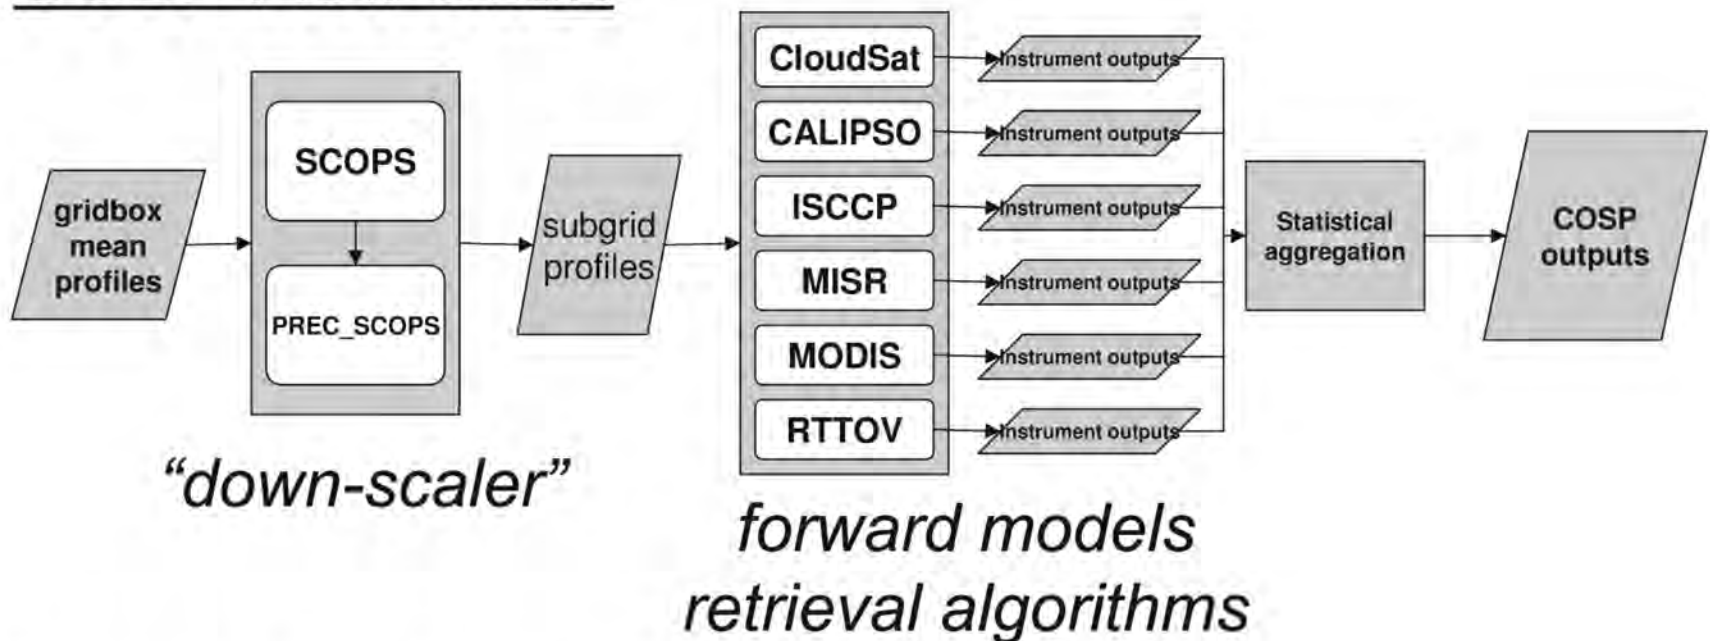 gridbox
mean
profiles
SCOPS
PREC_SCOPS
"down-scaler"
subgrid
profiles
CloudSat
CALIPSO
ISCCP
MISR
MODIS
RTTOV
forward models
retrieval algorithms
Instrument outputs
Instrument outputs
Instrument outputs
Instrument outputs
Instrument outputs
Instrument outputs
Statistical
aggregation
COSP
outputs